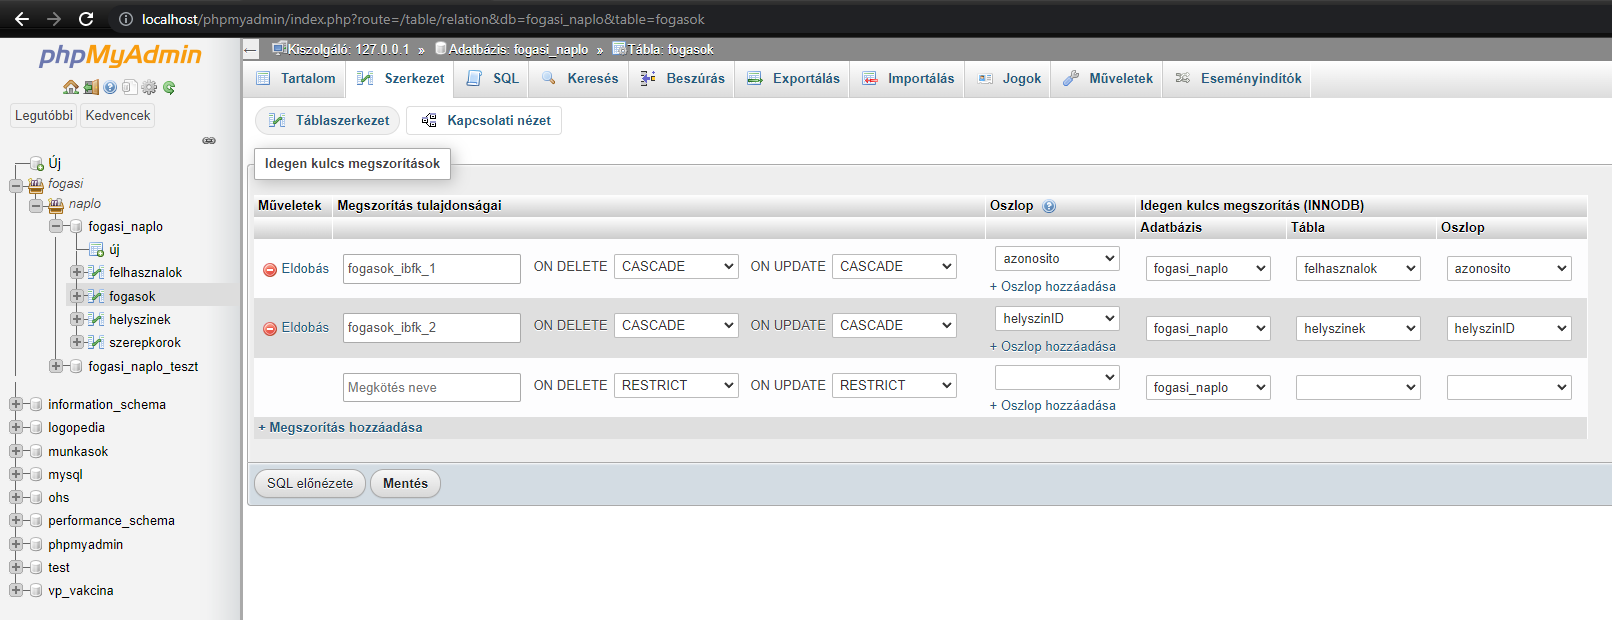 localhost/phpmyadmin/index.php?route=/table/relation&db=fogasi_naplo&table=fogasok
phpMyAdmin
Legutóbbi Kedvencek
Új
fogasi
naplo
fogasi_naplo
új
felhasznalok
fogasok
helyszinek
szerepkorok
fogasi_naplo_teszt
information_schema
logopedia
munkasok
mysql
ohs
performance_schema
phpmyadmin
test
vp_vakcina
Kiszolgáló: 127.0.0.1 » Adatbázis: fogasi_naplo » Tábla: fogasok
Tartalom Szerkezet SQL Keresés Beszúrás Exportálás Importálás Jogok Műveletek Eseményindítók
Táblaszerkezet Kapcsolati nézet
Idegen kulcs megszorítások
Műveletek Megszorítás tulajdonságai Oszlop Idegen kulcs megszorítás (INNODB)
Adatbázis Tábla Oszlop
Eldobás fogasok_ibfk_1 ON DELETE CASCADE ON UPDATE CASCADE azonosito fogasi_naplo felhasznalok azonosito
+ Oszlop hozzáadása
Eldobás fogasok_ibfk_2 ON DELETE CASCADE ON UPDATE CASCADE helyszinID fogasi_naplo helyszinek helyszinID
+ Oszlop hozzáadása
Megkötés neve ON DELETE RESTRICT ON UPDATE RESTRICT fogasi_naplo
+ Oszlop hozzáadása
+ Megszorítás hozzáadása
SQL előnézete Mentés